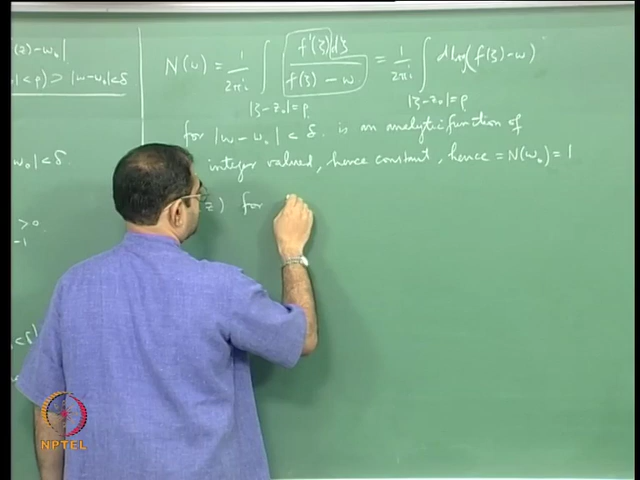 (z) − w₀|
| < ρ) > |w − w₀| < δ
w₀| < δ.
> 0.
−1
< δ'
N(w) = 1/2πi ∫_{|ζ−z₀|=ρ} f'(ζ)dζ / f(ζ) − w = 1/2πi ∫_{|ζ−z₀|=ρ} d log(f(ζ)−w)
for |w − w₀| < δ. is an analytic function of
integer valued, hence constant, hence = N(w₀) = 1
z) for
NPTEL